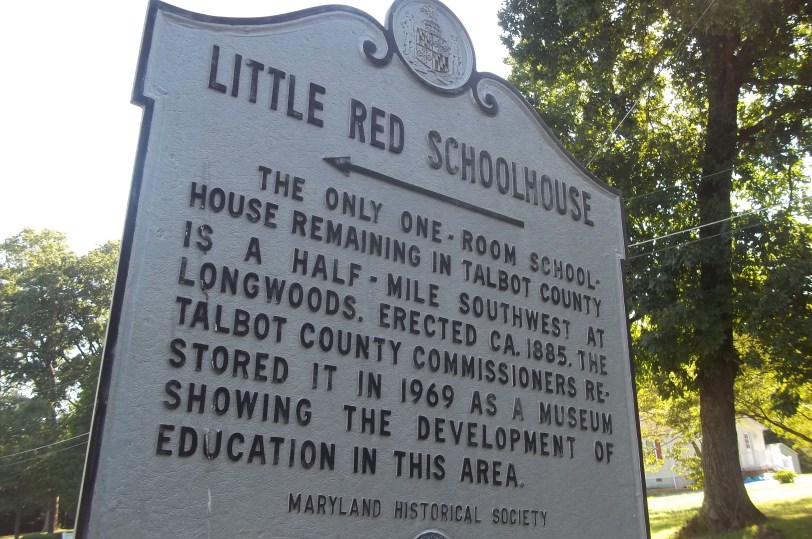 LITTLE RED SCHOOLHOUSE
THE ONLY ONE-ROOM SCHOOL-
HOUSE REMAINING IN TALBOT COUNTY
IS A HALF-MILE SOUTHWEST AT
LONGWOODS. ERECTED CA. 1885. THE
TALBOT COUNTY COMMISSIONERS RE-
STORED IT IN 1969 AS A MUSEUM
SHOWING THE DEVELOPMENT OF
EDUCATION IN THIS AREA.
MARYLAND HISTORICAL SOCIETY